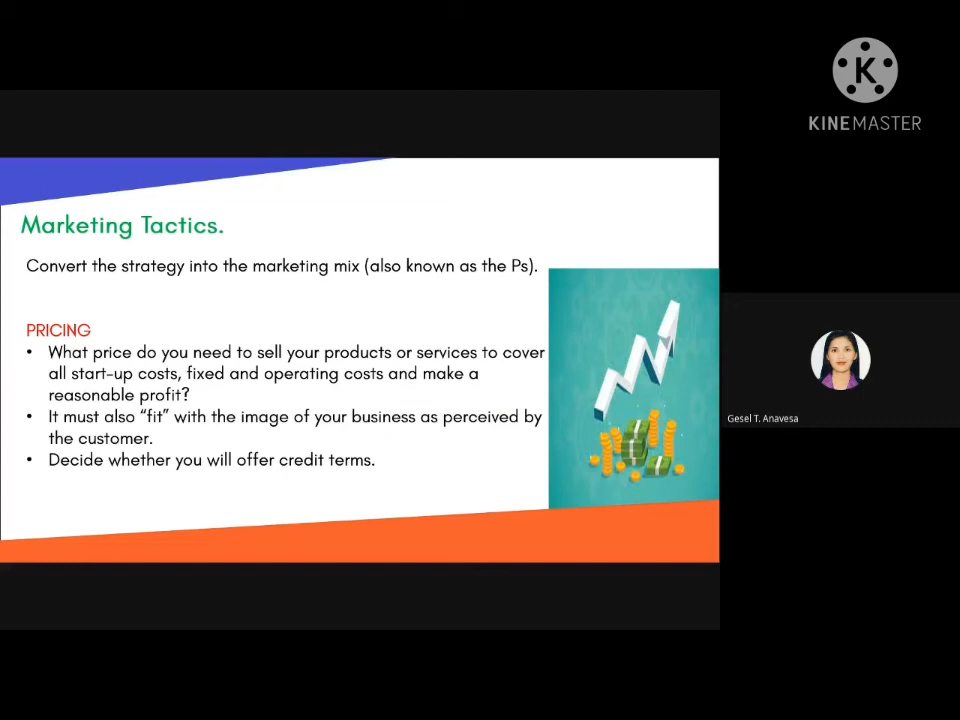 K
KINEMASTER
Marketing Tactics.
Convert the strategy into the marketing mix (also known as the Ps).
PRICING
• What price do you need to sell your products or services to cover
all start-up costs, fixed and operating costs and make a
reasonable profit?
• It must also “fit” with the image of your business as perceived by
the customer.
• Decide whether you will offer credit terms.
Gesel T. Anavesa